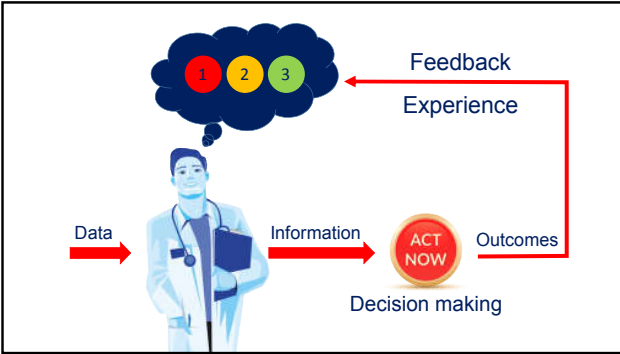 1 2 3
Feedback
Experience
Data
Information
ACT
NOW
Outcomes
Decision making